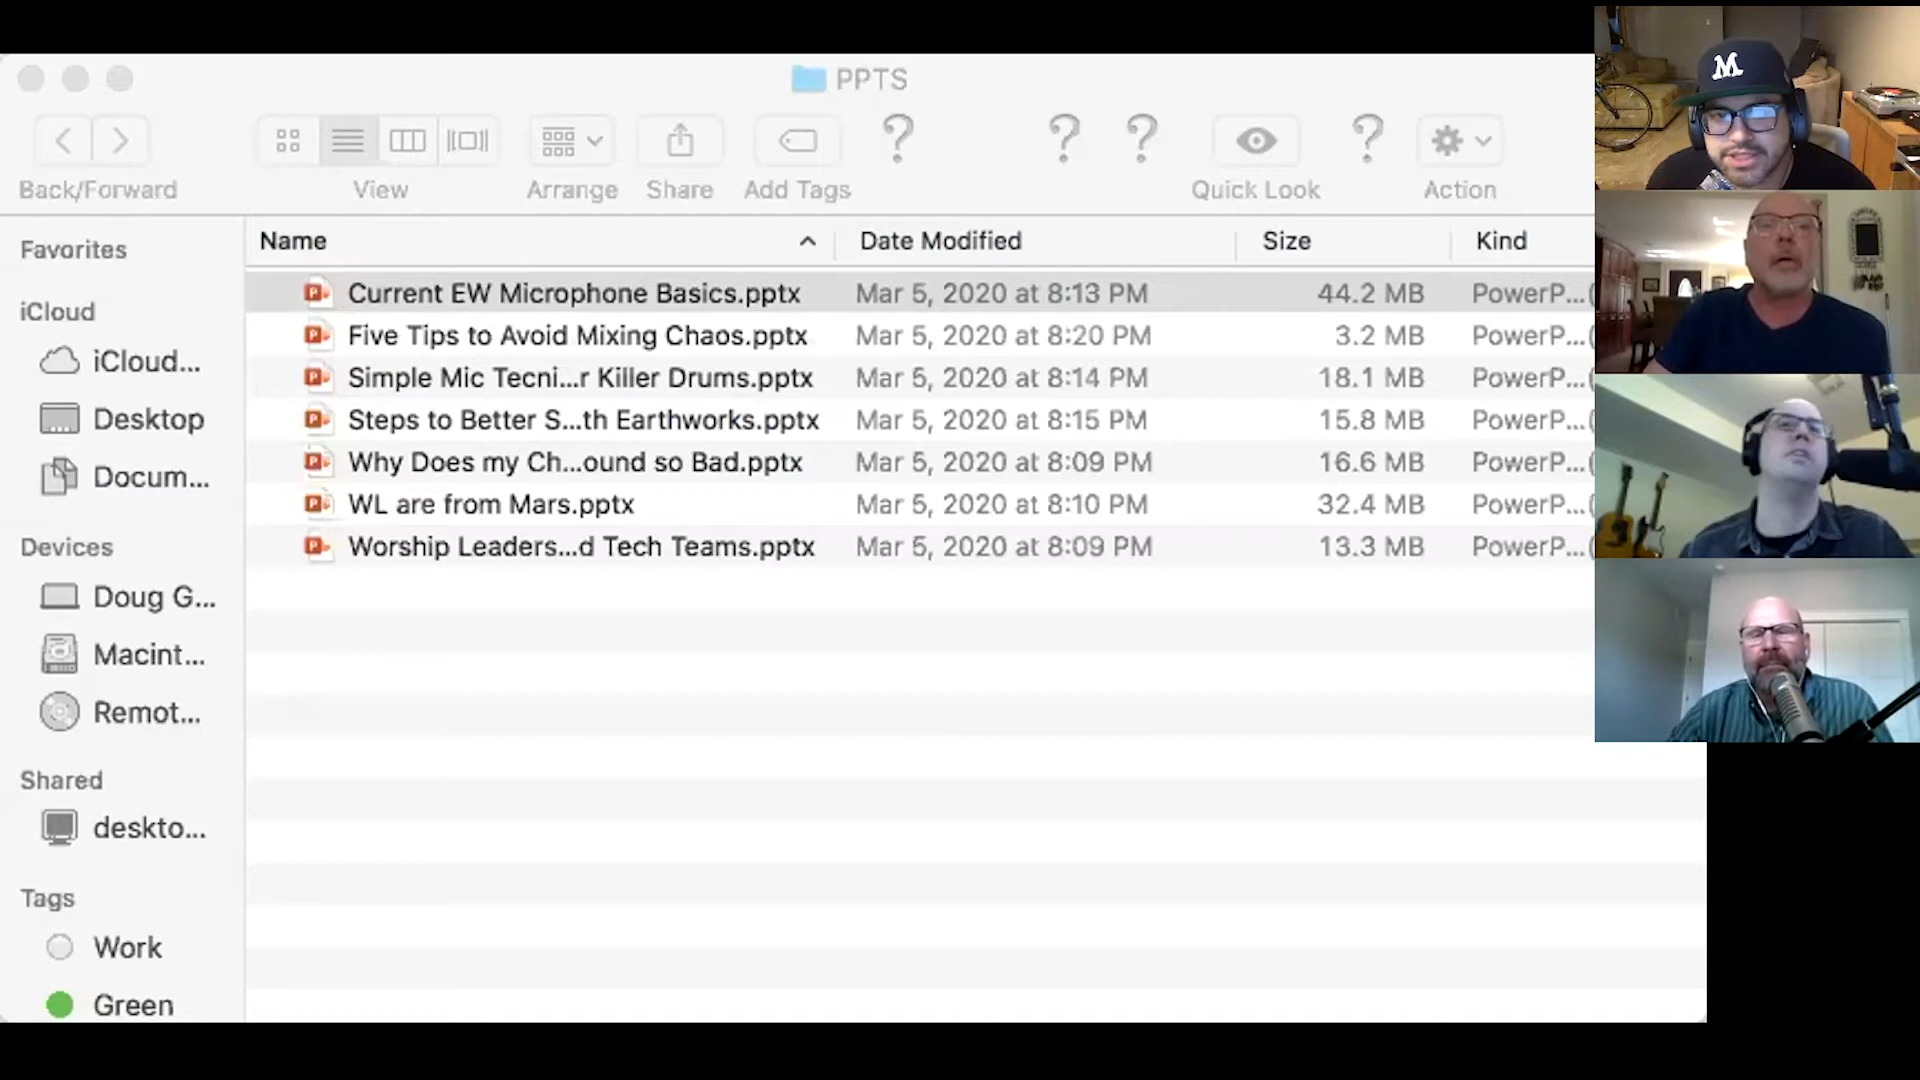 PPTS
Back/Forward View Arrange Share Add Tags Quick Look Action
Favorites
iCloud
iCloud...
Desktop
Docum...
Devices
Doug G...
Macint...
Remot...
Shared
deskto...
Tags
Work
Green
Name Date Modified Size Kind
Current EW Microphone Basics.pptx Mar 5, 2020 at 8:13 PM 44.2 MB PowerP...(
Five Tips to Avoid Mixing Chaos.pptx Mar 5, 2020 at 8:20 PM 3.2 MB PowerP...(
Simple Mic Tecni...r Killer Drums.pptx Mar 5, 2020 at 8:14 PM 18.1 MB PowerP...(
Steps to Better S...th Earthworks.pptx Mar 5, 2020 at 8:15 PM 15.8 MB PowerP...(
Why Does my Ch...ound so Bad.pptx Mar 5, 2020 at 8:09 PM 16.6 MB PowerP...(
WL are from Mars.pptx Mar 5, 2020 at 8:10 PM 32.4 MB PowerP...(
Worship Leaders...d Tech Teams.pptx Mar 5, 2020 at 8:09 PM 13.3 MB PowerP...(
M